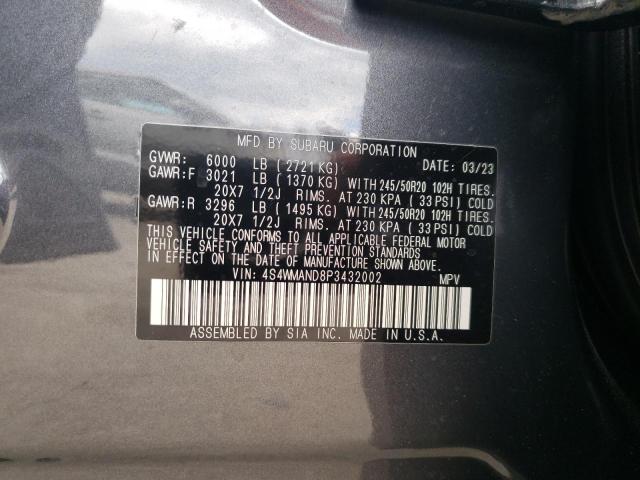 MFD BY SUBARU CORPORATION
GVWR: 6000 LB ( 2721 KG) DATE: 03/23
GAWR:F 3021 LB ( 1370 KG) WITH 245/50R20 102H TIRES.
20X7 1/2J RIMS. AT 230 KPA ( 33 PSI) COLD
GAWR:R 3296 LB ( 1495 KG) WITH 245/50R20 102H TIRES.
20X7 1/2J RIMS. AT 230 KPA ( 33 PSI) COLD
THIS VEHICLE CONFORMS TO ALL APPLICABLE FEDERAL MOTOR
VEHICLE SAFETY AND THEFT PREVENTION STANDARDS
IN EFFECT ON THE DATE OF MANUFACTURE SHOWN ABOVE.
VIN: 4S4WMAND8P3432002 MPV
ASSEMBLED BY SIA INC. MADE IN U.S.A.